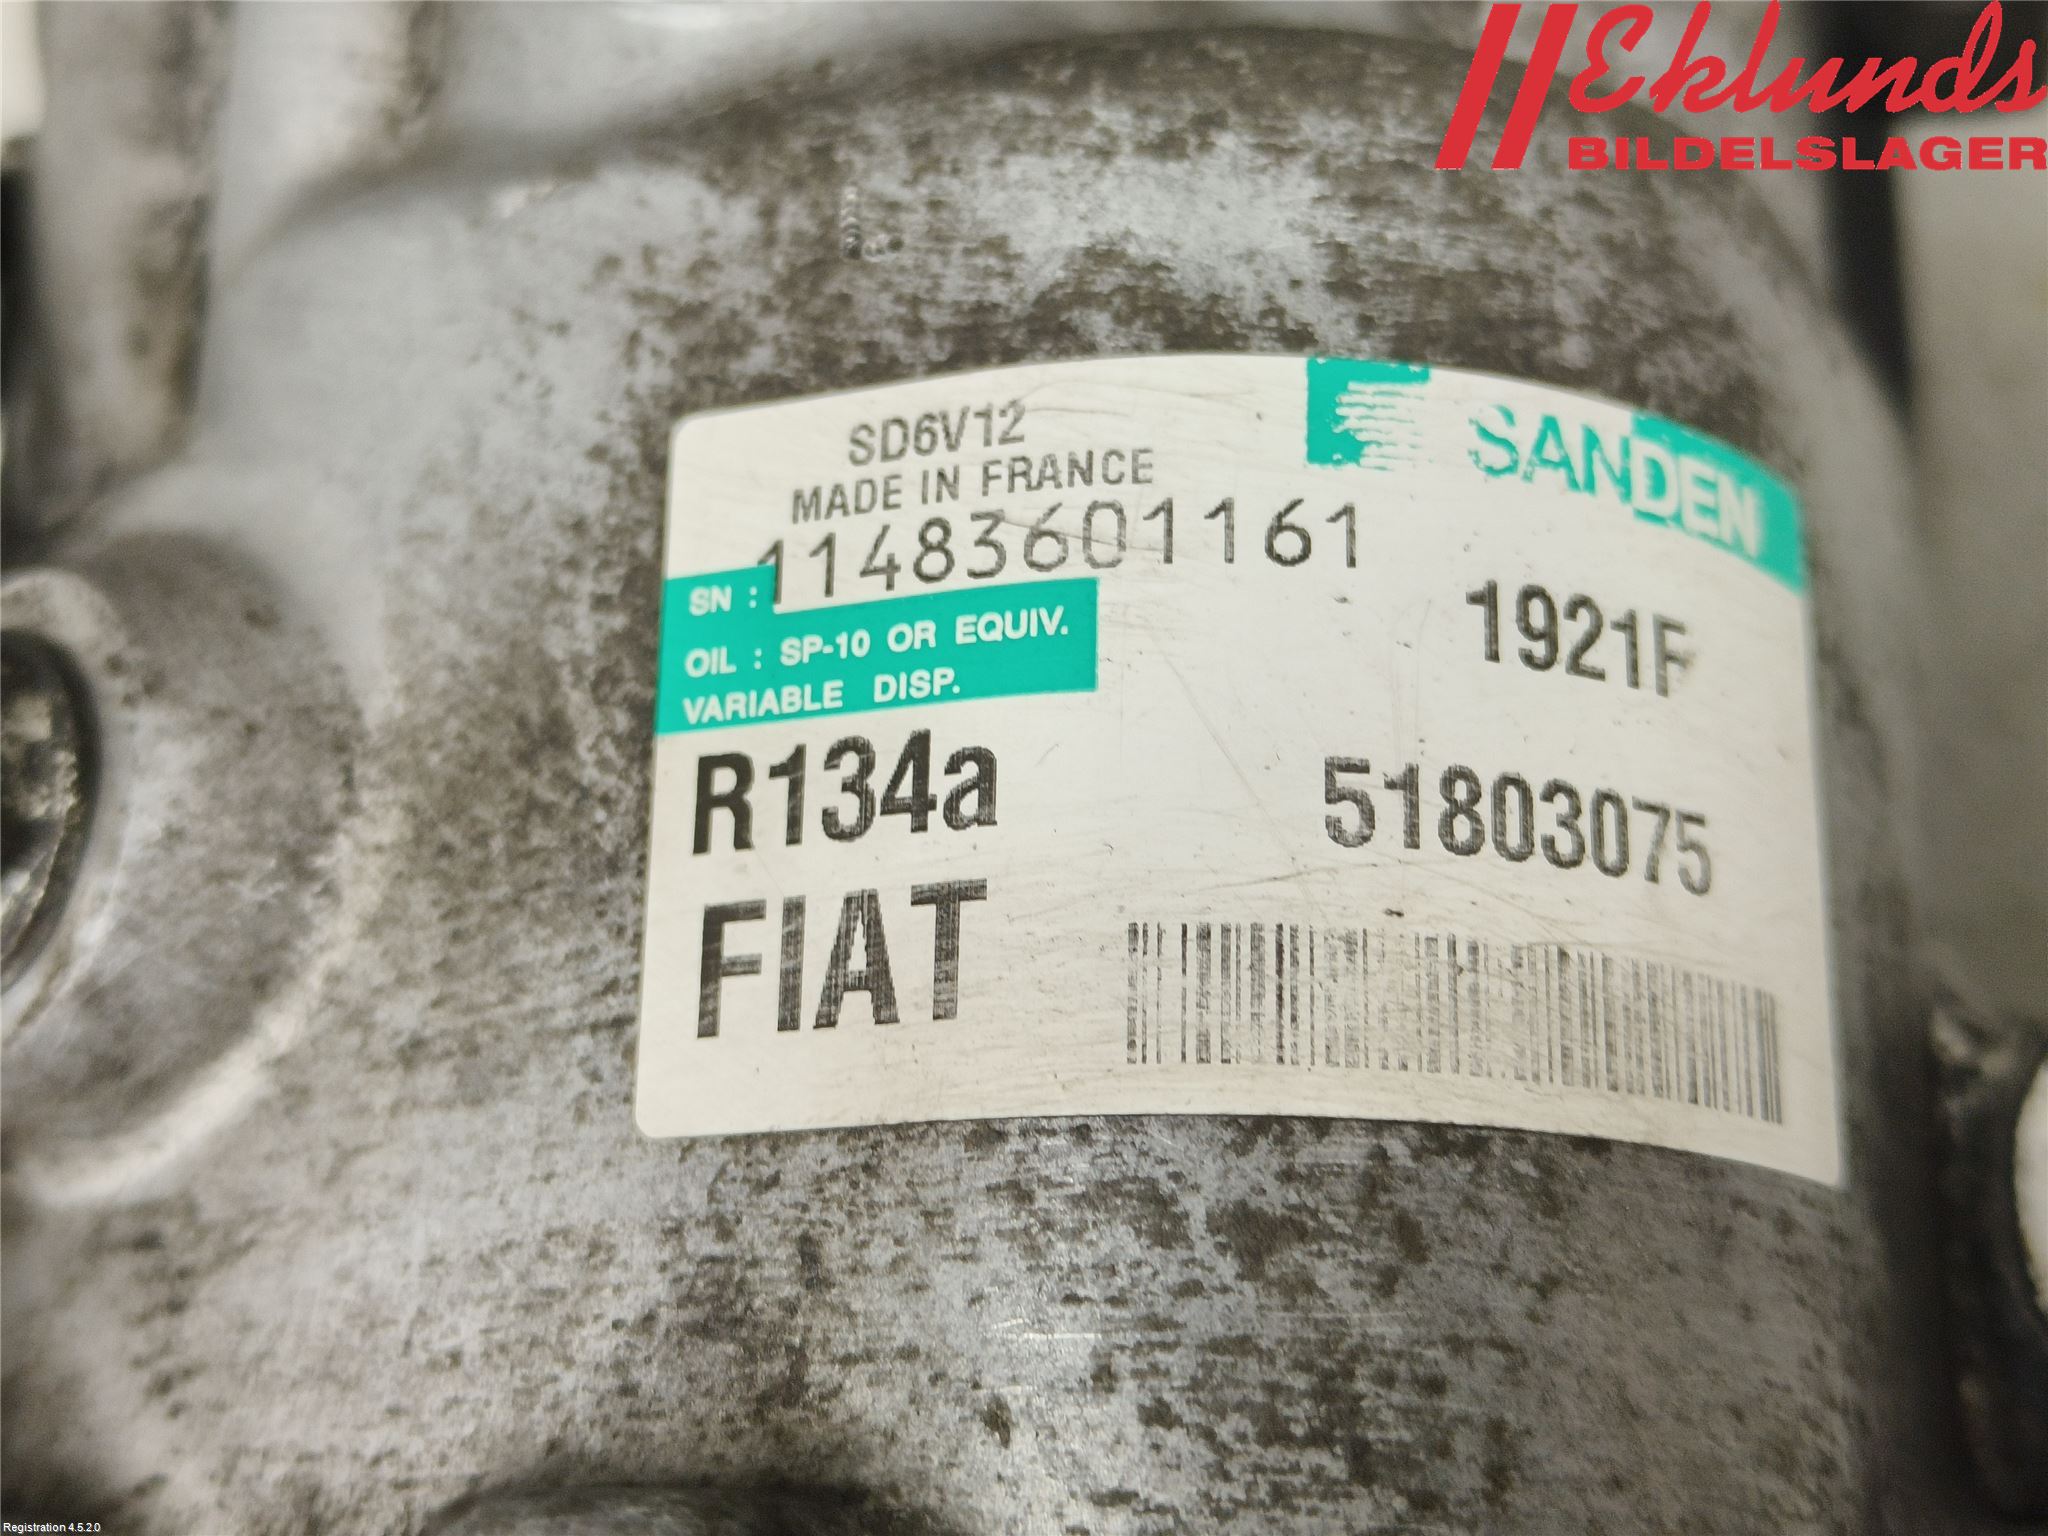 Eklunds
BILDELSLAGER
SD6V12
SANDEN
MADE IN FRANCE
SN : 11483601161
1921F
OIL : SP-10 OR EQUIV.
VARIABLE DISP.
R134a
51803075
FIAT
Registration 4.5.2.0